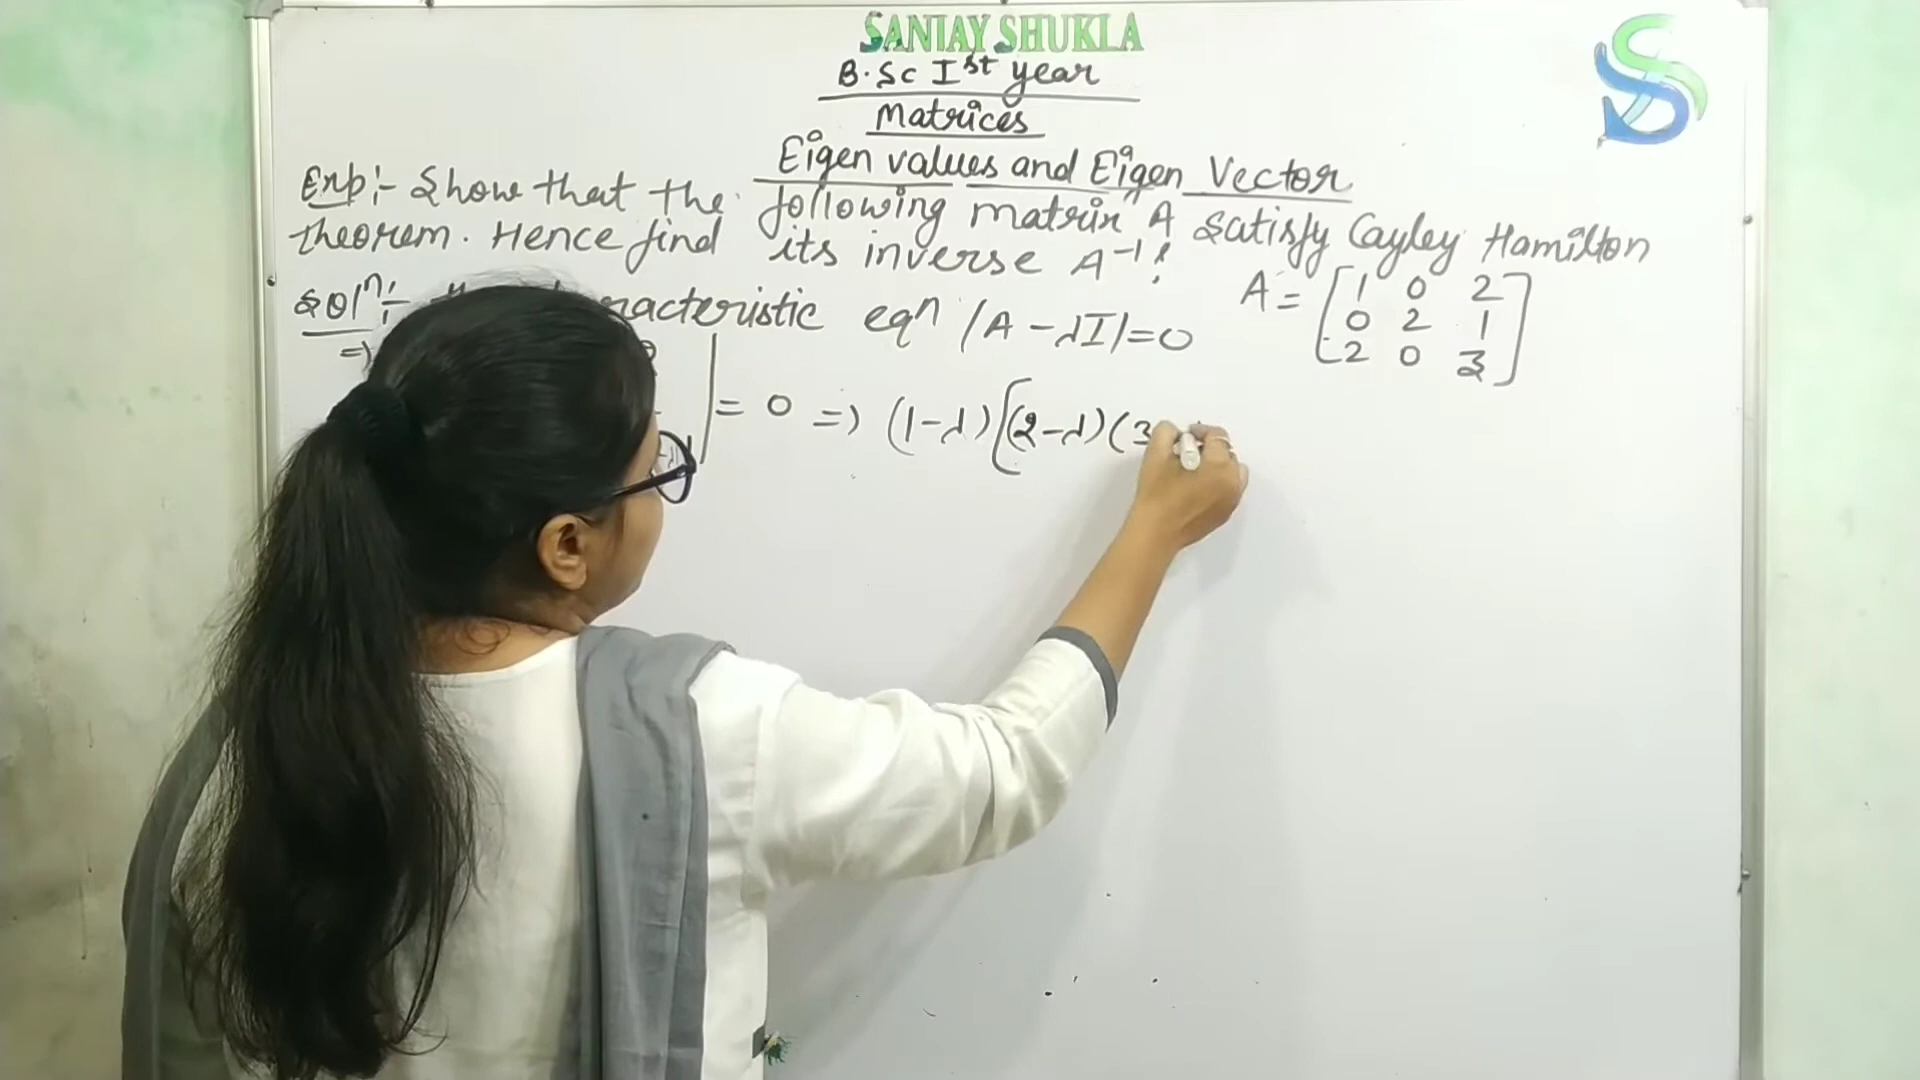 SANJAY SHUKLA
B.Sc Ist year
Matrices
Eigen values and Eigen Vector
Exp:- Show that the following matrix A satisfy Cayley Hamilton
theorem. Hence find its inverse A⁻¹?
A = [1 0 2
0 2 1
2 0 3]
Solⁿ:- characteristic eqⁿ |A - λI| = 0
=>
| = 0 => (1-λ)[(2-λ)(3